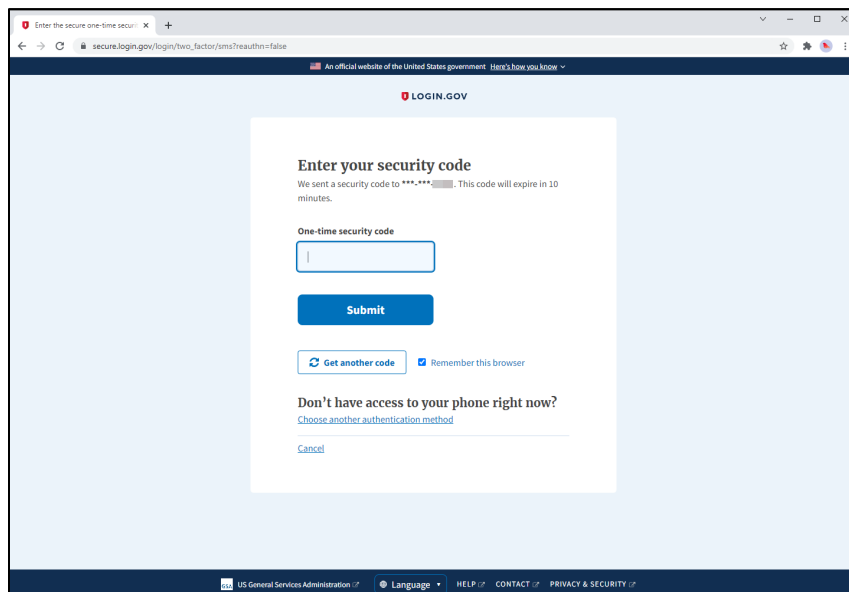 Enter the secure one-time securi
secure.login.gov/login/two_factor/sms?reauthn=false
An official website of the United States government Here's how you know
LOGIN.GOV
Enter your security code
We sent a security code to ***-***- . This code will expire in 10
minutes.
One-time security code
Submit
Get another code Remember this browser
Don't have access to your phone right now?
Choose another authentication method
Cancel
GSA US General Services Administration Language HELP CONTACT PRIVACY & SECURITY